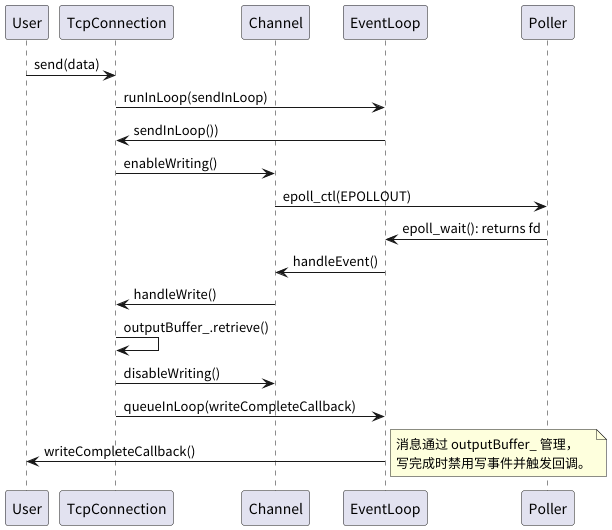 User TcpConnection Channel EventLoop Poller
send(data)
runInLoop(sendInLoop)
sendInLoop())
enableWriting()
epoll_ctl(EPOLLOUT)
epoll_wait(): returns fd
handleEvent()
handleWrite()
outputBuffer_.retrieve()
disableWriting()
queueInLoop(writeCompleteCallback)
writeCompleteCallback()
消息通过 outputBuffer_ 管理，
写完成时禁用写事件并触发回调。
User TcpConnection Channel EventLoop Poller